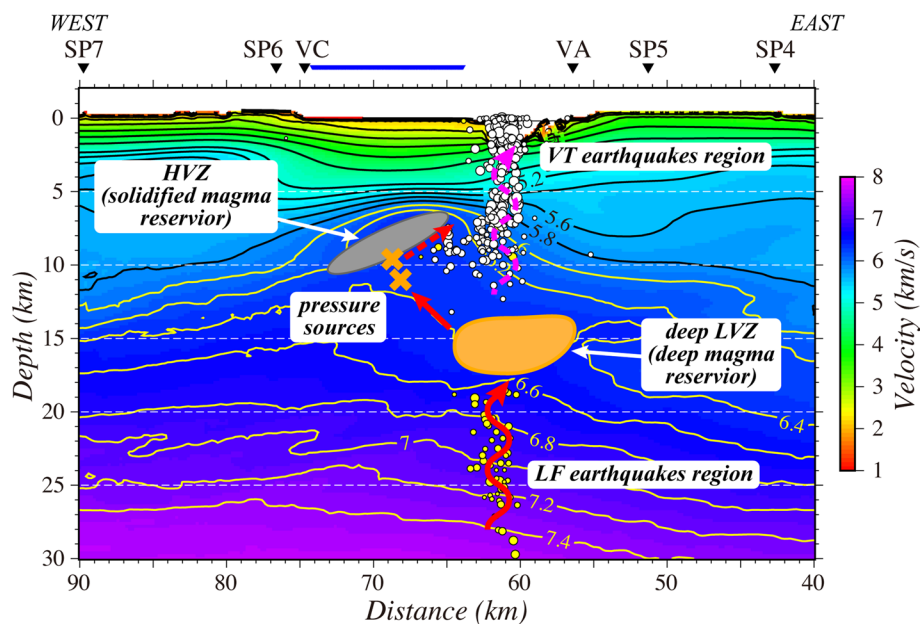 WEST EAST
SP7 SP6 VC VA SP5 SP4
0
5
10
15
20
25
30
Depth (km)
HVZ
(solidified magma
reservior)
VT earthquakes region
.2
5.6
5.8
pressure
sources
deep LVZ
(deep magma
reservior)
6.6
6.4
6.8
7
LF earthquakes region
7.2
7.4
90 80 70 60 50 40
Distance (km)
8
7
6
5
4
3
2
1
Velocity (km/s)